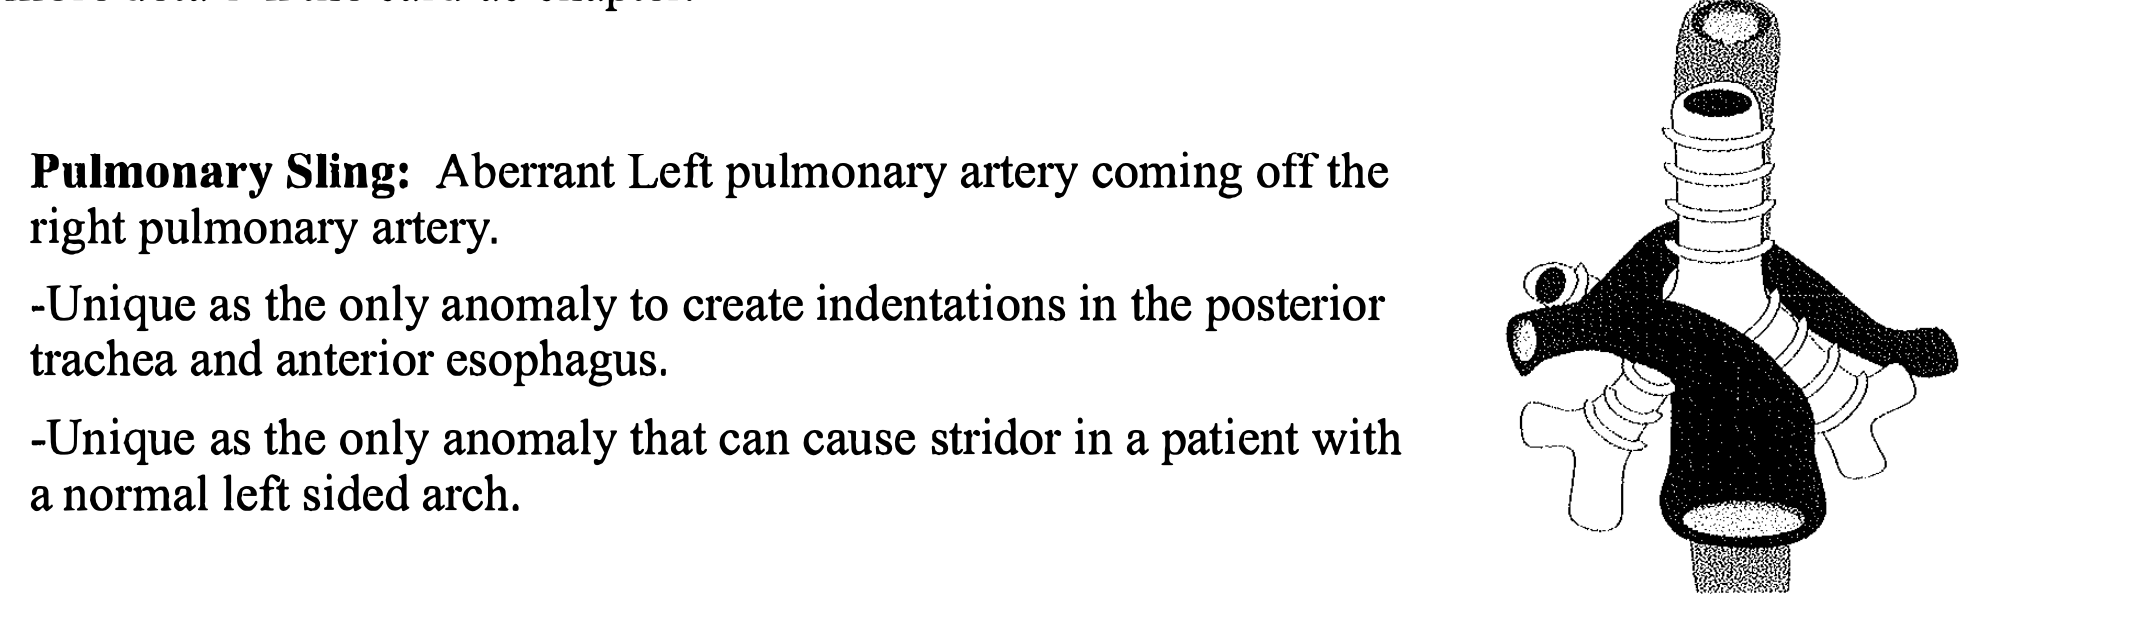 Pulmonary Sling: Aberrant Left pulmonary artery coming off the
right pulmonary artery.
-Unique as the only anomaly to create indentations in the posterior
trachea and anterior esophagus.
-Unique as the only anomaly that can cause stridor in a patient with
a normal left sided arch.